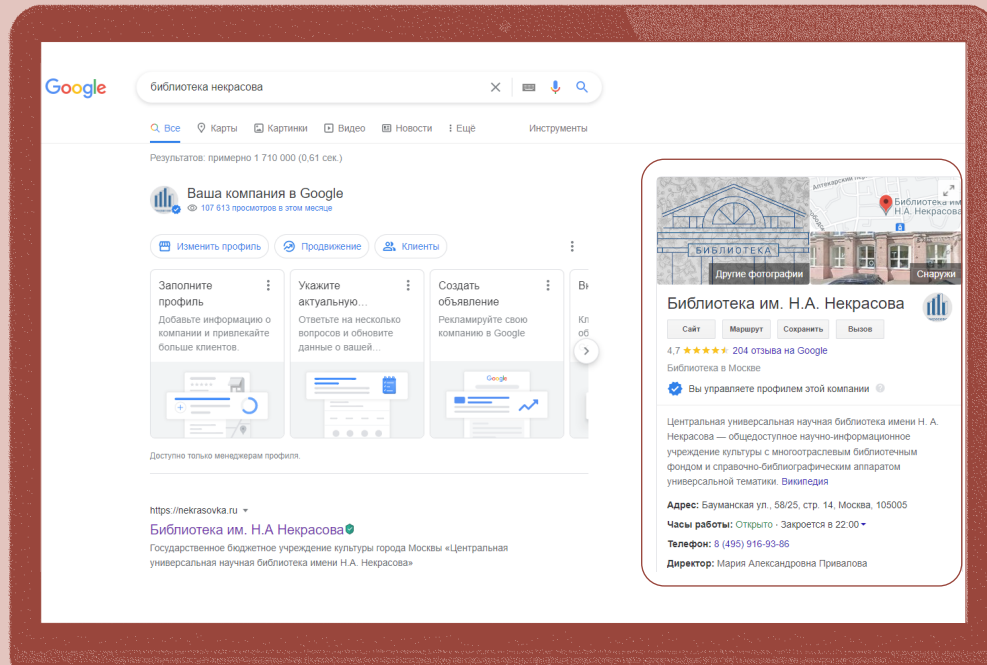 Google
библиотека некрасова
Все Карты Картинки Видео Новости Ещё Инструменты
Результатов: примерно 1 710 000 (0,61 сек.)
Ваша компания в Google
107 613 просмотров в этом месяце
Изменить профиль Продвижение Клиенты
Заполните
профиль
Добавьте информацию о
компании и привлекайте
больше клиентов.
Укажите
актуальную...
Ответьте на несколько
вопросов и обновите
данные о вашей...
Создать
объявление
Рекламируйте свою
компанию в Google
Google
Доступно только менеджерам профиля.
https://nekrasovka.ru
Библиотека им. Н.А Некрасова
Государственное бюджетное учреждение культуры города Москвы «Центральная
универсальная научная библиотека имени Н.А. Некрасова»
БИБЛИОТЕКА
Другие фотографии
Библиотека им
Н.А. Некрасова
Снаружи
Библиотека им. Н.А. Некрасова
Сайт Маршрут Сохранить Вызов
4,7 204 отзыва на Google
Библиотека в Москве
Вы управляете профилем этой компании
Центральная универсальная научная библиотека имени Н. А.
Некрасова — общедоступное научно-информационное
учреждение культуры с многоотраслевым библиотечным
фондом и справочно-библиографическим аппаратом
универсальной тематики. Википедия
Адрес: Бауманская ул., 58/25, стр. 14, Москва, 105005
Часы работы: Открыто · Закроется в 22:00
Телефон: 8 (495) 916-93-86
Директор: Мария Александровна Привалова